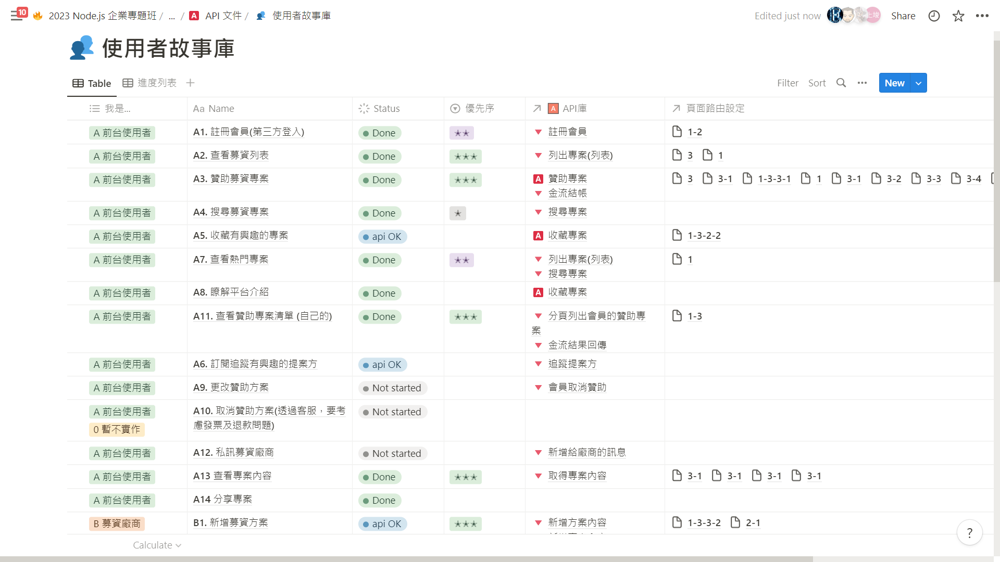 10 2023 Node.js 企業專題班 / ... / A API 文件 / 使用者故事庫 Edited just now E 上竣 Share
使用者故事庫
Table 進度列表 + Filter Sort New
我是... Aa Name Status 優先序 A API庫 頁面路由設定
A 前台使用者 A1. 註冊會員(第三方登入) Done ★★ 註冊會員 1-2
A 前台使用者 A2. 查看募資列表 Done ★★★ 列出專案(列表) 3 1
A 前台使用者 A3. 贊助募資專案 Done ★★★ A 贊助專案 3 3-1 1-3-3-1 1 3-1 3-2 3-3 3-4
金流結帳
A 前台使用者 A4. 搜尋募資專案 Done ★ 搜尋專案
A 前台使用者 A5. 收藏有興趣的專案 api OK A 收藏專案 1-3-2-2
A 前台使用者 A7. 查看熱門專案 Done ★★ 列出專案(列表) 1
搜尋專案
A 前台使用者 A8. 瞭解平台介紹 Done A 收藏專案
A 前台使用者 A11. 查看贊助專案清單 (自己的) Done ★★★ 分頁列出會員的贊助專 1-3
案
金流結果回傳
A 前台使用者 A6. 訂閱追蹤有興趣的提案方 api OK 追蹤提案方
A 前台使用者 A9. 更改贊助方案 Not started 會員取消贊助
A 前台使用者 A10. 取消贊助方案(透過客服，要考 Not started
0 暫不實作 慮發票及退款問題)
A 前台使用者 A12. 私訊募資廠商 Not started 新增給廠商的訊息
A 前台使用者 A13 查看專案內容 Done ★★★ 取得專案內容 3-1 3-1 3-1 3-1
A 前台使用者 A14 分享專案 Done
B 募資廠商 B1. 新增募資方案 api OK ★★★ 新增方案內容 1-3-3-2 2-1
Calculate ?